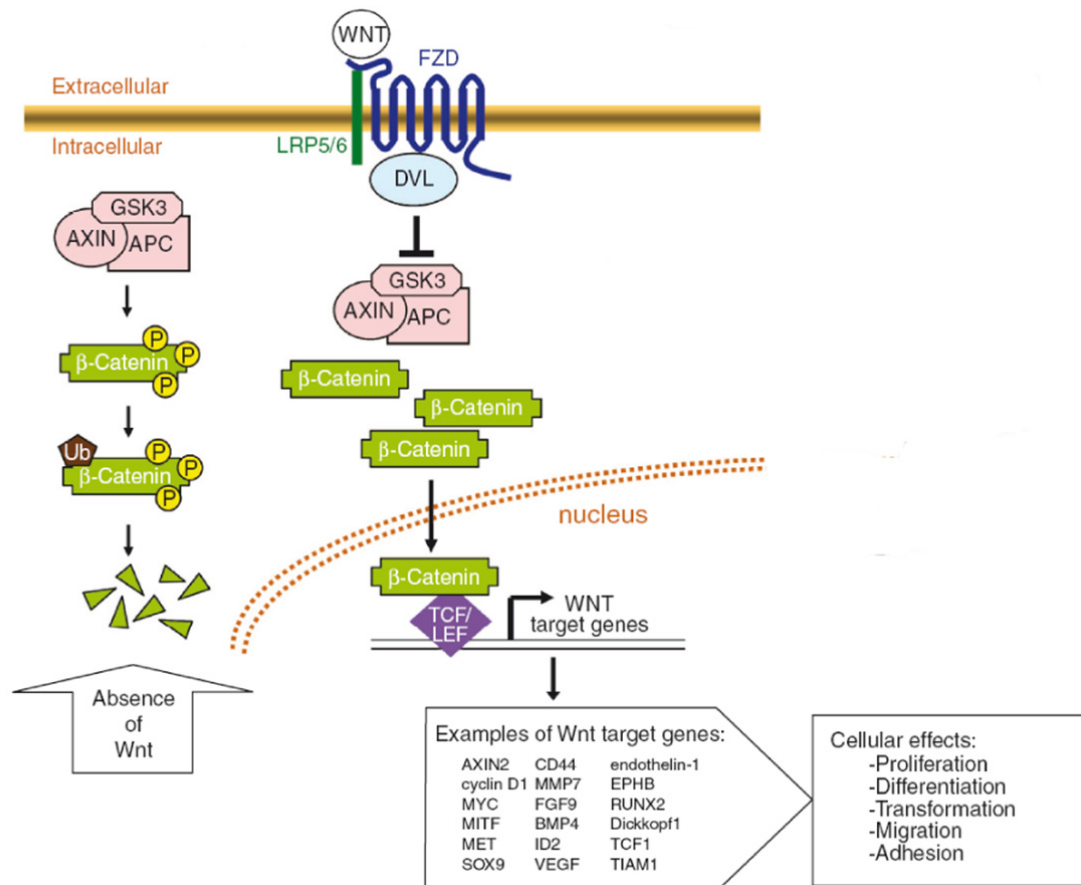 WNT
FZD
Extracellular
Intracellular
LRP5/6
DVL
GSK3
AXIN
APC
GSK3
AXIN
APC
P
β-Catenin
P
P
β-Catenin
β-Catenin
β-Catenin
Ub
P
β-Catenin
P
P
nucleus
β-Catenin
TCF/
LEF
WNT
target genes
Absence
of
Wnt
Examples of Wnt target genes:
AXIN2 CD44 endothelin-1
cyclin D1 MMP7 EPHB
MYC FGF9 RUNX2
MITF BMP4 Dickkopf1
MET ID2 TCF1
SOX9 VEGF TIAM1
Cellular effects:
-Proliferation
-Differentiation
-Transformation
-Migration
-Adhesion